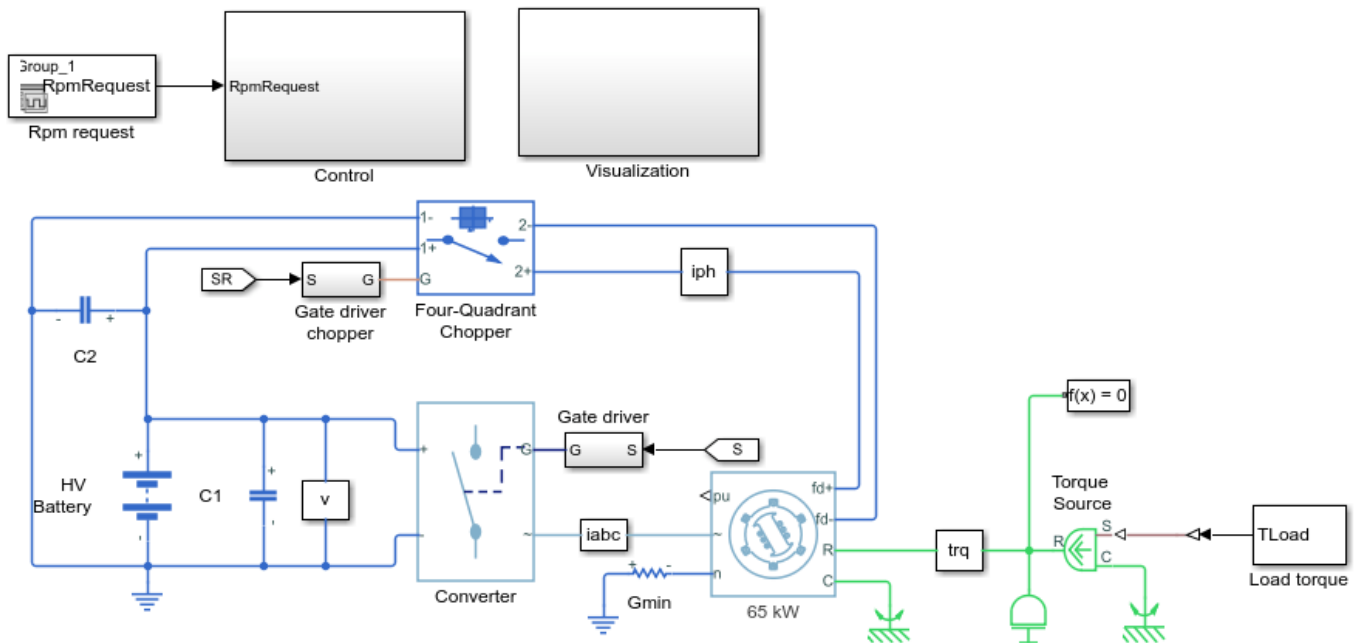 Group_1
RpmRequest
Rpm request
RpmRequest
Control
Visualization
1-
1+
G
2-
2+
SR
S G
Gate driver
chopper
Four-Quadrant
Chopper
iph
- +
C2
HV
Battery
+
-
C1
+
-
v
+
-
G
~
Converter
Gate driver
G S
S
iabc
+ -
Gmin
pu
~
n
fd+
fd-
R
C
65 kW
trq
f(x) = 0
Torque
Source
R
S
C
TLoad
Load torque